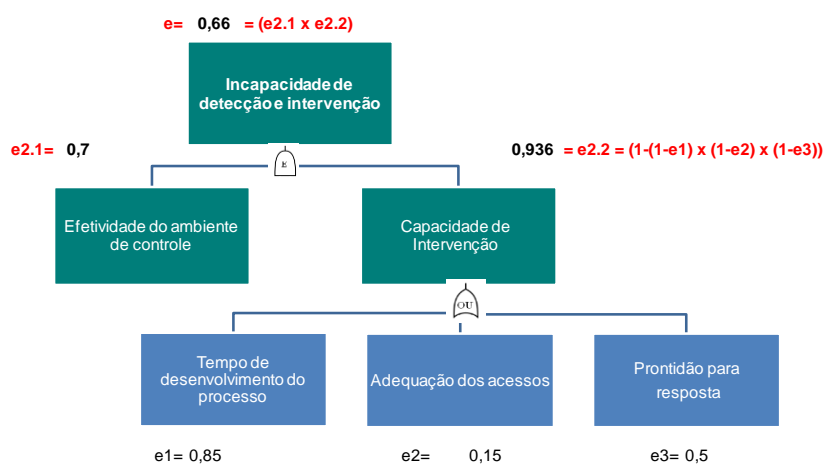 e= 0,66 = (e2.1 x e2.2)
Incapacidade de
detecção e intervenção
e2.1= 0,7
0,936 = e2.2 = (1-(1-e1) x (1-e2) x (1-e3))
E
Efetividade do ambiente
de controle
Capacidade de
Intervenção
OU
Tempo de
desenvolvimento do
processo
Adequação dos acessos
Prontidão para
resposta
e1= 0,85
e2= 0,15
e3= 0,5